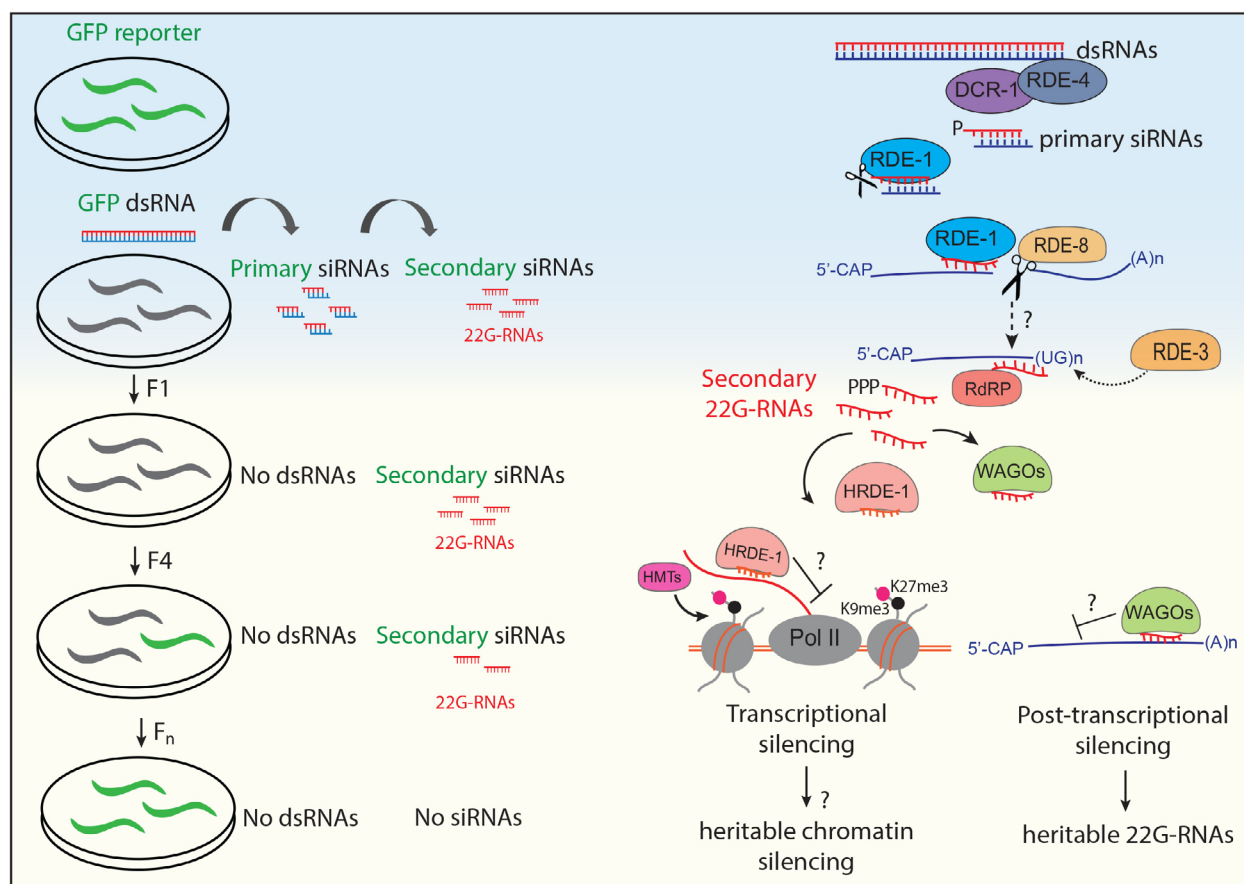 GFP reporter
GFP dsRNA
Primary siRNAs
Secondary siRNAs
22G-RNAs
F1
No dsRNAs
Secondary siRNAs
22G-RNAs
F4
No dsRNAs
Secondary siRNAs
22G-RNAs
Fn
No dsRNAs
No siRNAs
dsRNAs
DCR-1
RDE-4
P
primary siRNAs
RDE-1
RDE-1
RDE-8
5'-CAP
(A)n
?
5'-CAP
(UG)n
RDE-3
RdRP
Secondary
22G-RNAs
PPP
WAGOs
HRDE-1
HRDE-1
?
HMTs
K27me3
K9me3
Pol II
?
WAGOs
5'-CAP
(A)n
Transcriptional
silencing
?
heritable chromatin
silencing
Post-transcriptional
silencing
heritable 22G-RNAs